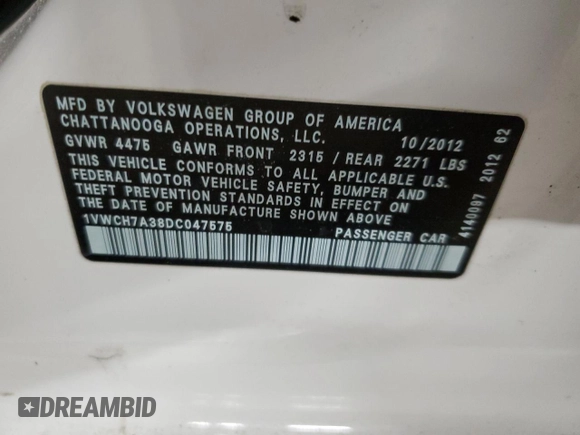 MFD BY VOLKSWAGEN GROUP OF AMERICA
CHATTANOOGA OPERATIONS, LLC.
10/2012
GVWR 4475 GAWR FRONT 2315/REAR 2271 LBS
THIS VEHICLE CONFORMS TO ALL APPLICABLE U.S.
FEDERAL MOTOR VEHICLE SAFETY, BUMPER AND
THEFT PREVENTION STANDARDS IN EFFECT ON
THE DATE OF MANUFACTURE SHOWN ABOVE
1VWCH7A38DC047575 PASSENGER CAR
4140097 2012 62
DREAMBID